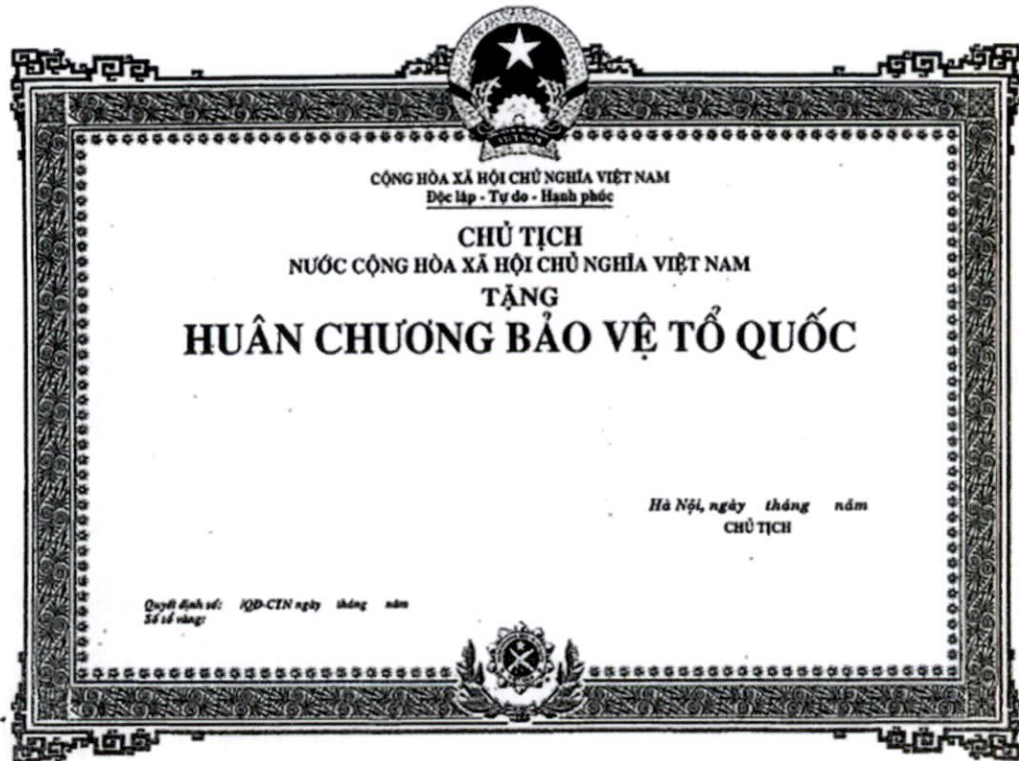 CỘNG HÒA XÃ HỘI CHỦ NGHĨA VIỆT NAM
Độc lập - Tự do - Hạnh phúc
CHỦ TỊCH
NƯỚC CỘNG HÒA XÃ HỘI CHỦ NGHĨA VIỆT NAM
TẶNG
HUÂN CHƯƠNG BẢO VỆ TỔ QUỐC
Hà Nội, ngày tháng năm
CHỦ TỊCH
Quyết định số: /QĐ-CTN ngày tháng năm
Số sổ vàng: